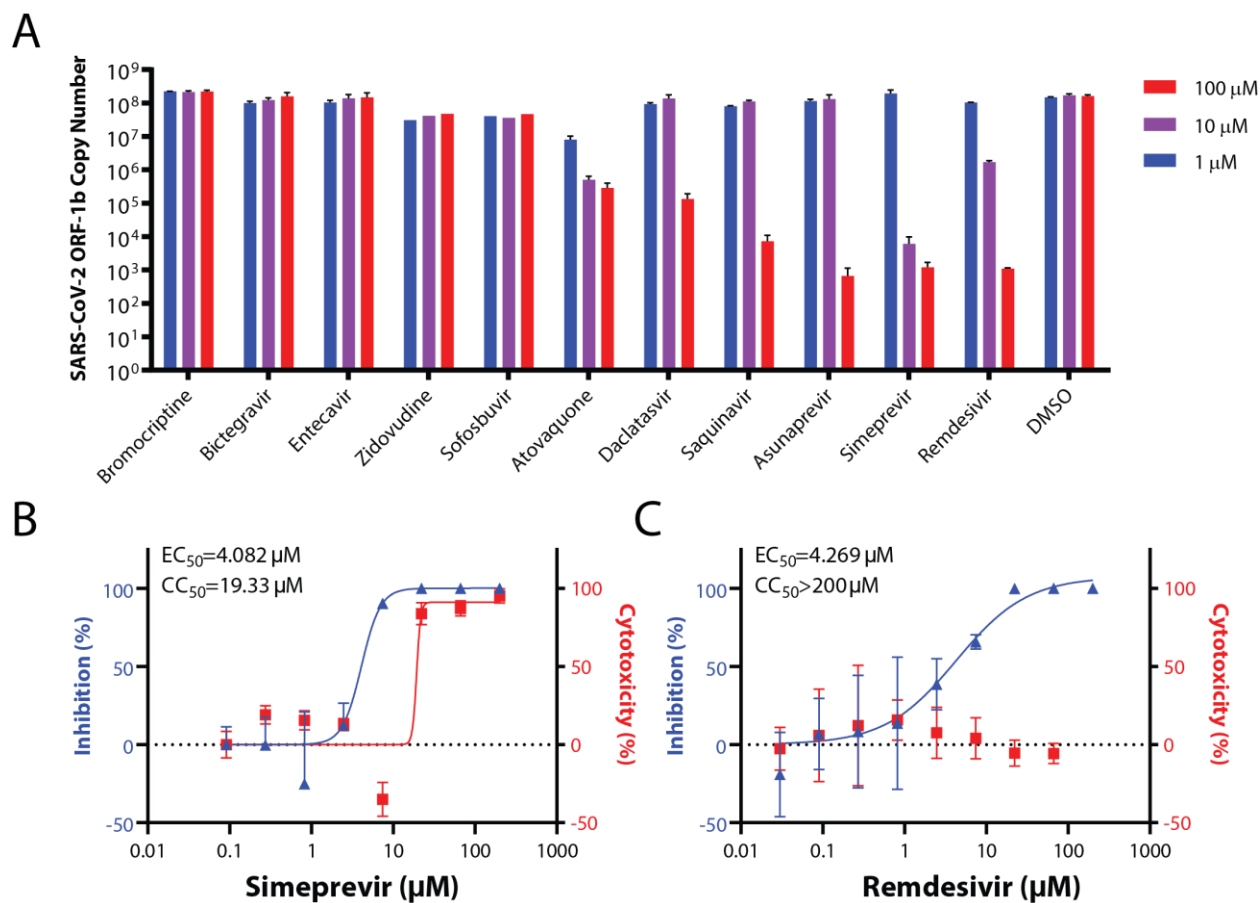 A
SARS-CoV-2 ORF-1b Copy Number
10⁹
10⁸
10⁷
10⁶
10⁵
10⁴
10³
10²
10¹
10⁰
100 µM
10 µM
1 µM
Bromocriptine
Bictegravir
Entecavir
Zidovudine
Sofosbuvir
Atovaquone
Daclatasvir
Saquinavir
Asunaprevir
Simeprevir
Remdesivir
DMSO
B
EC₅₀=4.082 µM
CC₅₀=19.33 µM
Inhibition (%)
100
50
0
-50
Cytotoxicity (%)
100
50
0
-50
0.01 0.1 1 10 100 1000
Simeprevir (µM)
C
EC₅₀=4.269 µM
CC₅₀>200 µM
Inhibition (%)
100
50
0
-50
Cytotoxicity (%)
100
50
0
-50
0.01 0.1 1 10 100 1000
Remdesivir (µM)